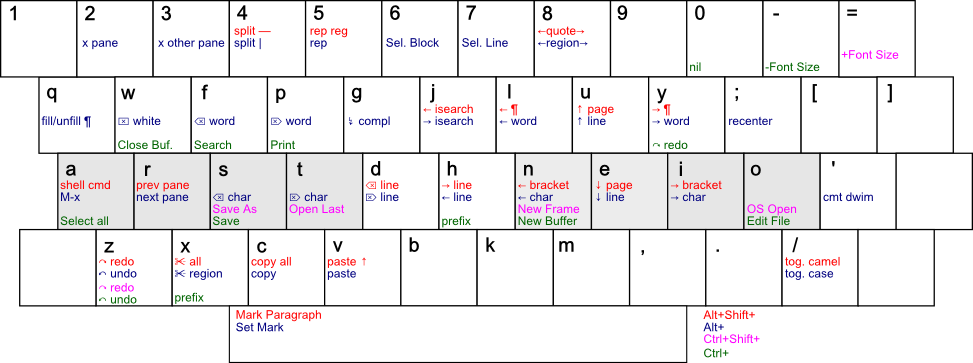 1 2 3 4 5 6 7 8 9 0 - =
split — rep reg ←quote→
x pane x other pane split | rep Sel. Block Sel. Line ←region→
+Font Size
nil -Font Size
q w f p g j l u y ; [ ]
← isearch ← ¶ ↑ page → ¶
fill/unfill ¶ ⌦ white ⌫ word ⌦ word ↯ compl → isearch ← word ↑ line → word recenter
Close Buf. Search Print ↷ redo
a r s t d h n e i o '
shell cmd prev pane ⌫ line → line ← bracket ↓ page → bracket
M-x next pane ⌫ char ⌦ char ⌦ line ← line ← char ↓ line → char cmt dwim
Save As Open Last New Frame OS Open
Select all Save prefix New Buffer Edit File
z x c v b k m , . /
↷ redo ✂ all copy all paste ↑ tog. camel
↶ undo ✂ region copy paste tog. case
↷ redo
↶ undo prefix
Mark Paragraph Alt+Shift+
Set Mark Alt+
Ctrl+Shift+
Ctrl+